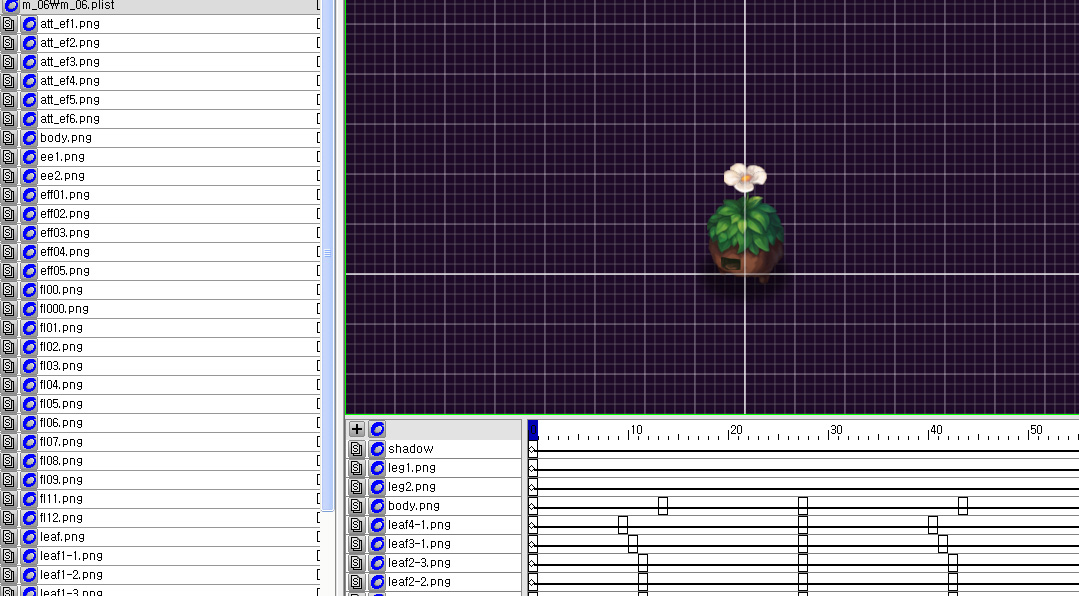 m_06₩m_06.plist
att_ef1.png
att_ef2.png
att_ef3.png
att_ef4.png
att_ef5.png
att_ef6.png
body.png
ee1.png
ee2.png
eff01.png
eff02.png
eff03.png
eff04.png
eff05.png
fl00.png
fl000.png
fl01.png
fl02.png
fl03.png
fl04.png
fl05.png
fl06.png
fl07.png
fl08.png
fl09.png
fl11.png
fl12.png
leaf.png
leaf1-1.png
leaf1-2.png
leaf1-3.png
10 20 30 40 50
shadow
leg1.png
leg2.png
body.png
leaf4-1.png
leaf3-1.png
leaf2-3.png
leaf2-2.png